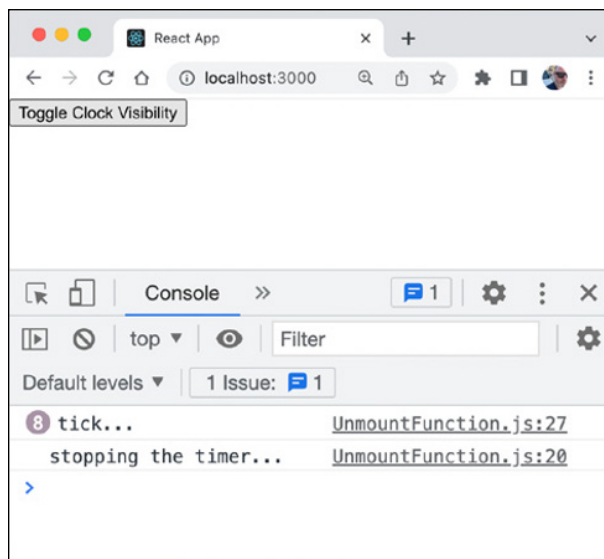 React App
localhost:3000
Toggle Clock Visibility
Console 1
top Filter
Default levels 1 Issue: 1
8 tick... UnmountFunction.js:27
stopping the timer... UnmountFunction.js:20